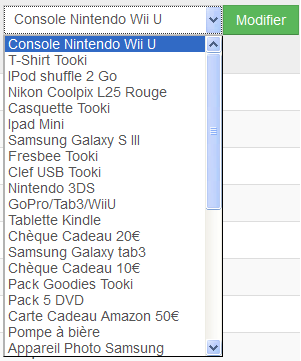 Console Nintendo Wii U Modifier
Console Nintendo Wii U
T-Shirt Tooki
IPod shuffle 2 Go
Nikon Coolpix L25 Rouge
Casquette Tooki
Ipad Mini
Samsung Galaxy S III
Fresbee Tooki
Clef USB Tooki
Nintendo 3DS
GoPro/Tab3/WiiU
Tablette Kindle
Chèque Cadeau 20€
Samsung Galaxy tab3
Chèque Cadeau 10€
Pack Goodies Tooki
Pack 5 DVD
Carte Cadeau Amazon 50€
Pompe à bière
Appareil Photo Samsung